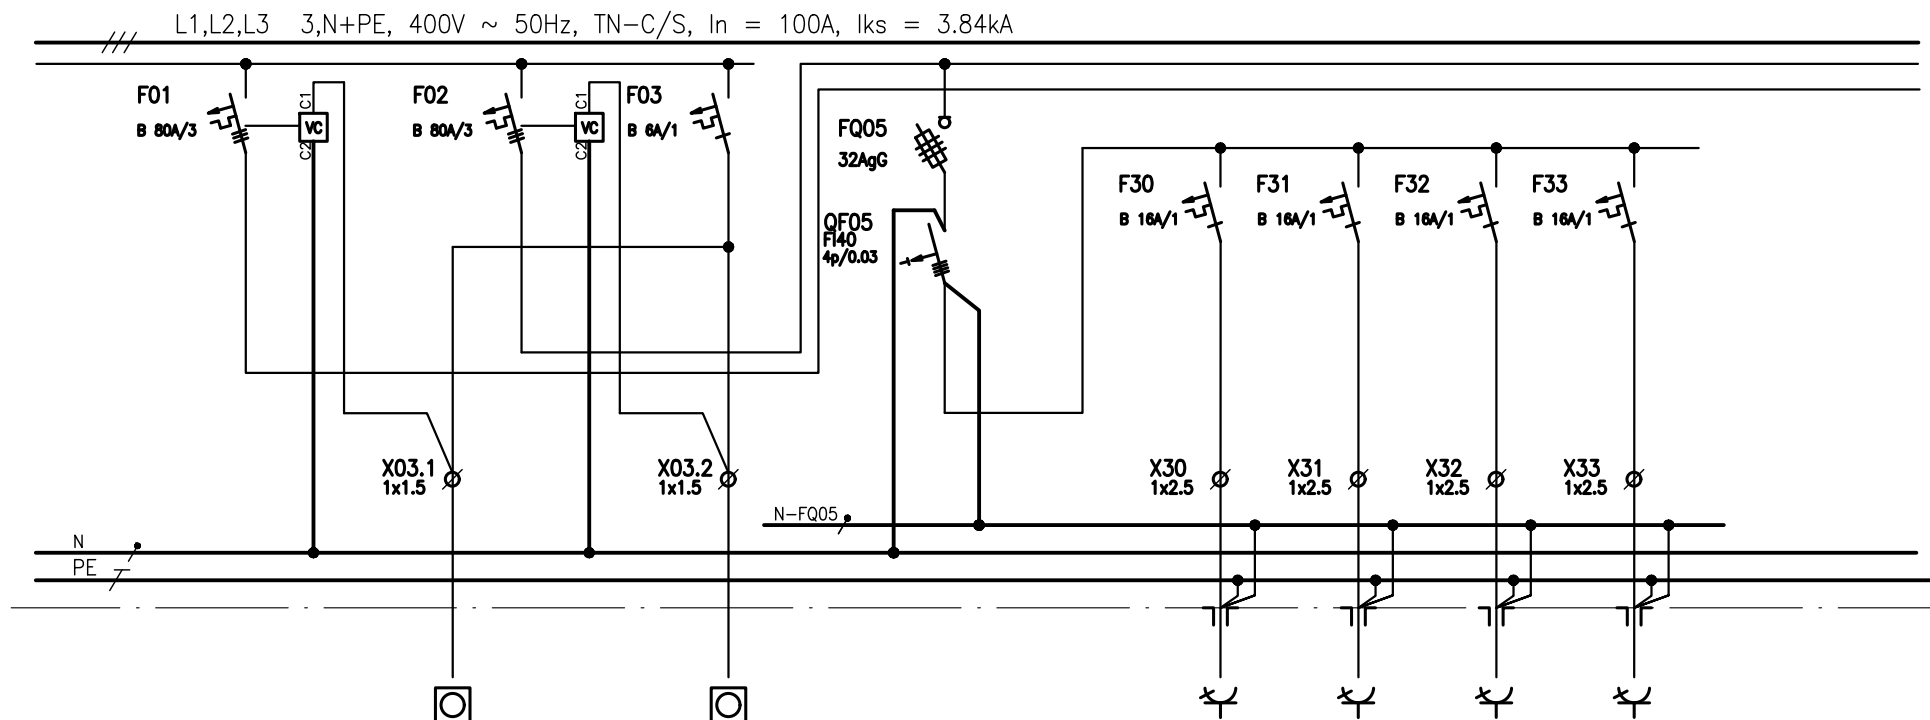 L1,L2,L3 3,N+PE, 400V ~ 50Hz, TN-C/S, In = 100A, Iks = 3.84kA
F01
B 80A/3
C1
VC
C2
F02
B 80A/3
C1
VC
C2
F03
B 6A/1
FQ05
32AgG
QF05
FI40
4p/0.03
F30
B 16A/1
F31
B 16A/1
F32
B 16A/1
F33
B 16A/1
X03.1
1x1.5
X03.2
1x1.5
X30
1x2.5
X31
1x2.5
X32
1x2.5
X33
1x2.5
N-FQ05
N
PE